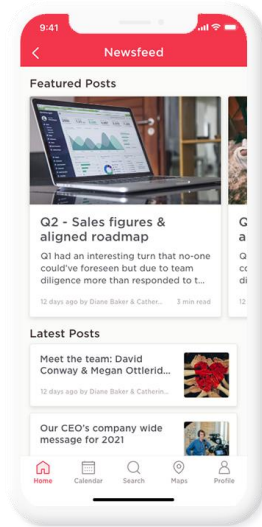 9:41
Newsfeed
Featured Posts
Q2 - Sales figures &
aligned roadmap
Q1 had an interesting turn that no-one
could've foreseen but due to team
diligence more than responded to t...
12 days ago by Diane Baker & Cather...
3 min read
Q
a
Q
12
Latest Posts
Meet the team: David
Conway & Megan Ottlerid...
12 days ago by Diane Baker & Catherin...
Our CEO's company wide
message for 2021
Home
Calendar
Search
Maps
Profile